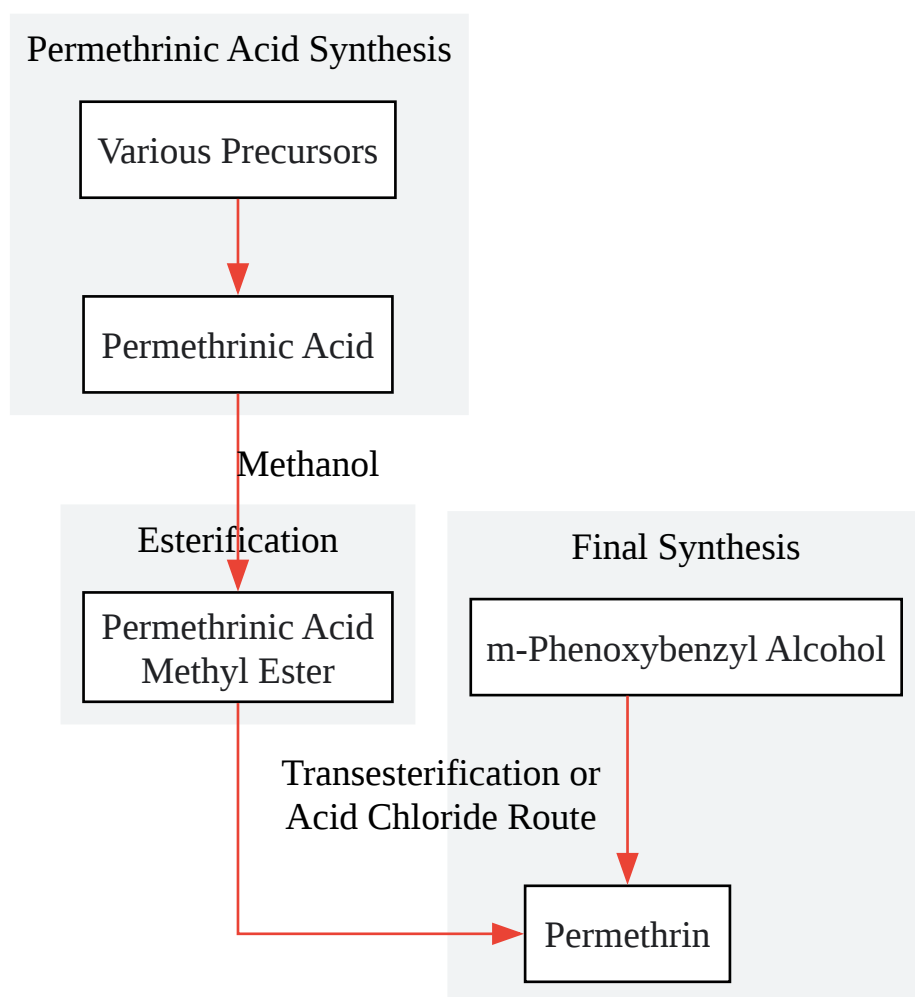 Permethrinic Acid Synthesis
Various Precursors
Permethrinic Acid
Methanol
Esterification
Permethrinic Acid
Methyl Ester
Final Synthesis
m-Phenoxybenzyl Alcohol
Transesterification or
Acid Chloride Route
Permethrin